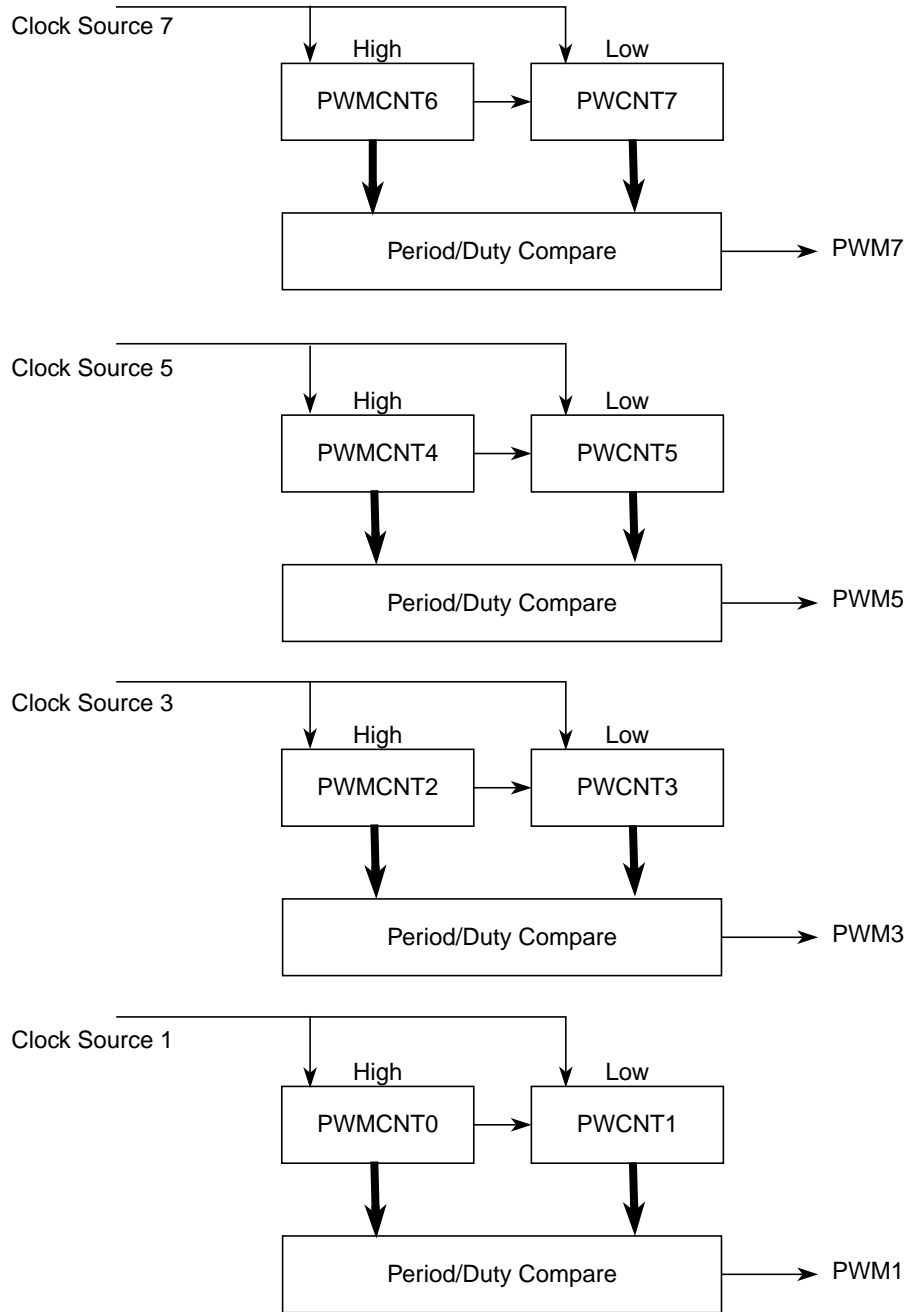 Clock Source 7
High
Low
PWMCNT6
PWCNT7
Period/Duty Compare
PWM7
Clock Source 5
High
Low
PWMCNT4
PWCNT5
Period/Duty Compare
PWM5
Clock Source 3
High
Low
PWMCNT2
PWCNT3
Period/Duty Compare
PWM3
Clock Source 1
High
Low
PWMCNT0
PWCNT1
Period/Duty Compare
PWM1